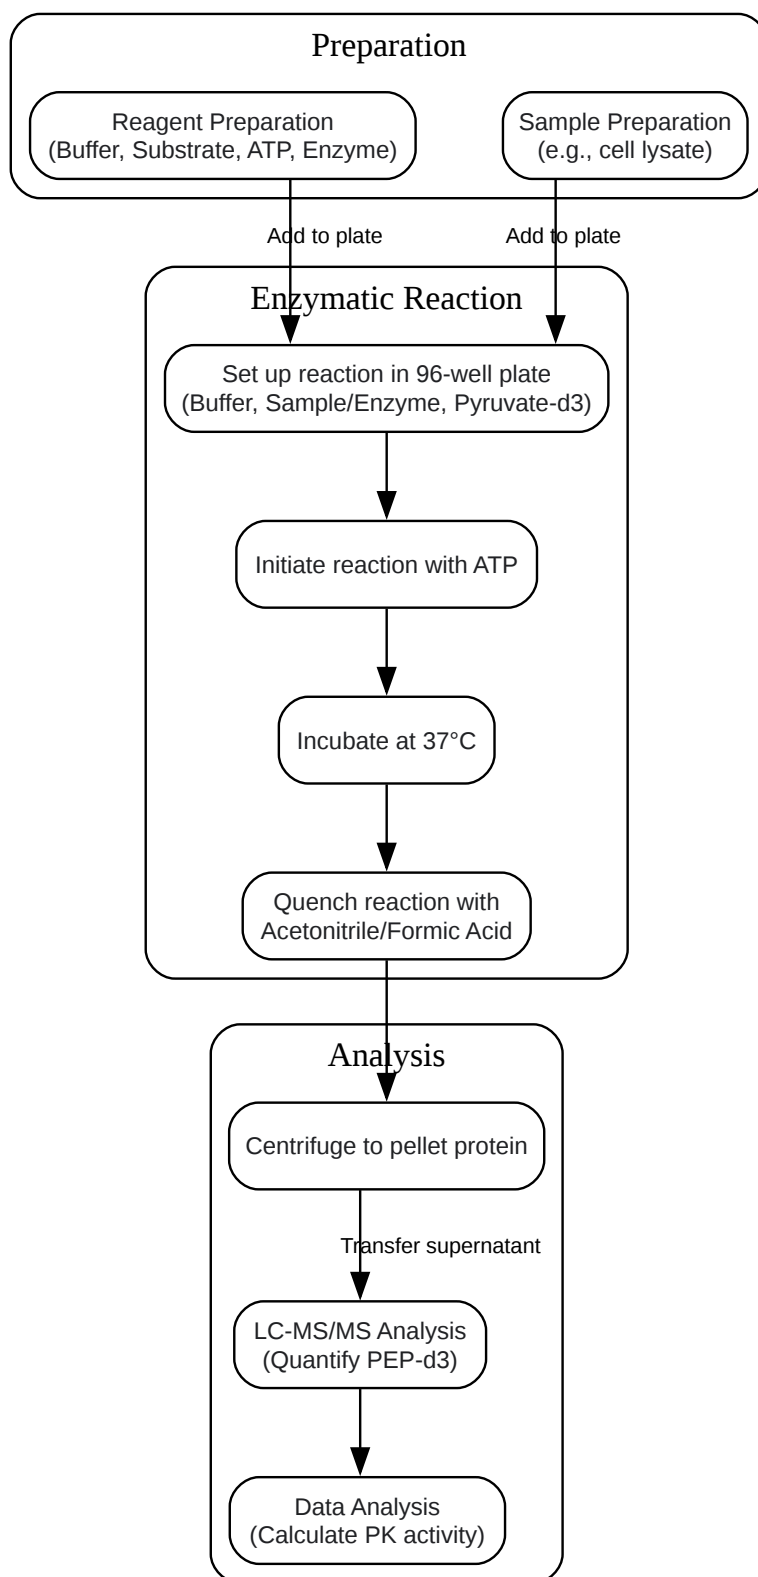 Preparation
Reagent Preparation
(Buffer, Substrate, ATP, Enzyme)
Sample Preparation
(e.g., cell lysate)
Add to plate
Add to plate
Enzymatic Reaction
Set up reaction in 96-well plate
(Buffer, Sample/Enzyme, Pyruvate-d3)
Initiate reaction with ATP
Incubate at 37°C
Quench reaction with
Acetonitrile/Formic Acid
Analysis
Centrifuge to pellet protein
Transfer supernatant
LC-MS/MS Analysis
(Quantify PEP-d3)
Data Analysis
(Calculate PK activity)